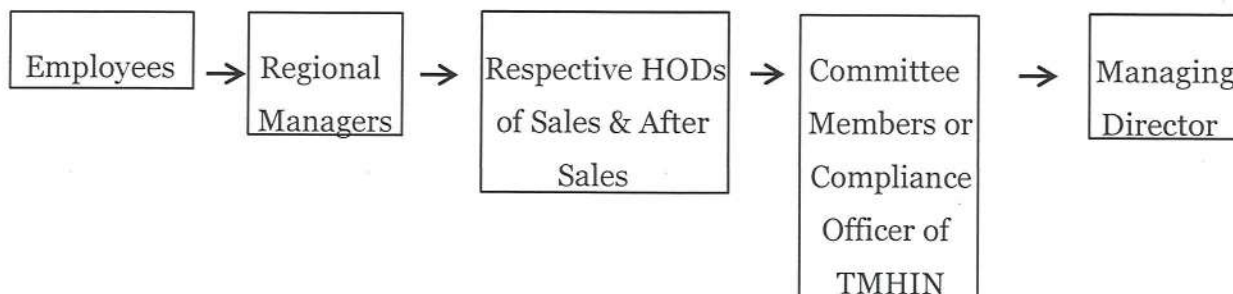 Employees
Regional
Managers
Respective HODs
of Sales & After
Sales
Committee
Members or
Compliance
Officer of
TMHIN
Managing
Director